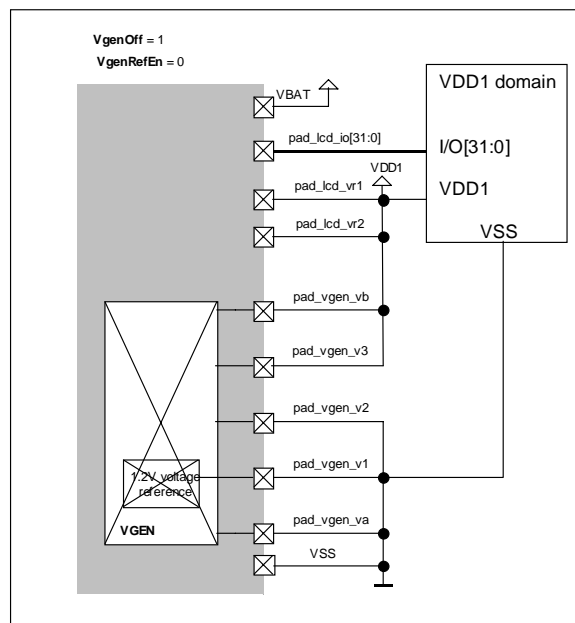 VgenOff = 1
VgenRefEn = 0
VBAT
VDD1 domain
pad_lcd_io[31:0]
I/O[31:0]
VDD1
pad_lcd_vr1
VDD1
pad_lcd_vr2
VSS
pad_vgen_vb
pad_vgen_v3
pad_vgen_v2
pad_vgen_v1
1.2V voltage
reference
pad_vgen_va
VGEN
VSS